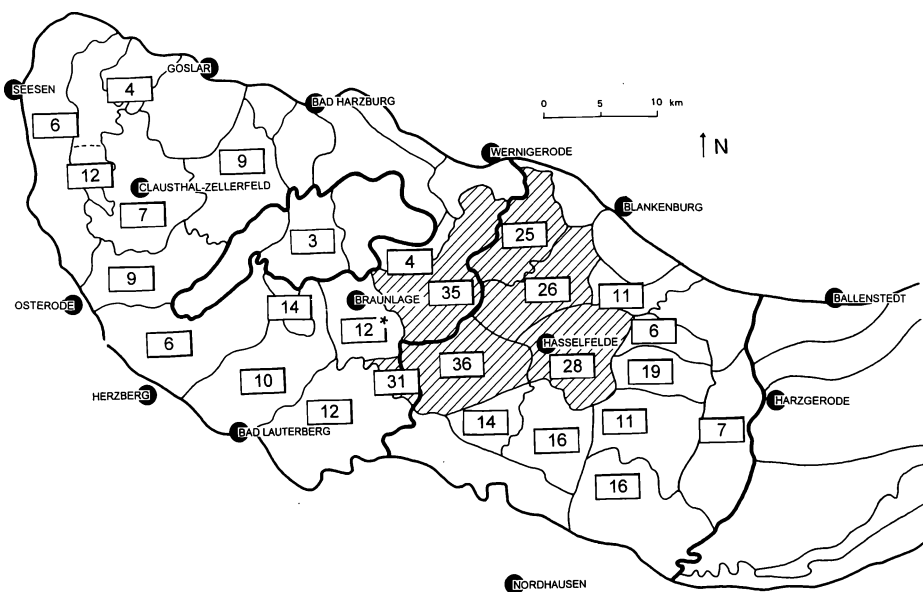 GOSLAR
SEESEN
4
BAD HARZBURG
0 5 10 km
6
↑N
WERNIGERODE
9
12
CLAUSTHAL-ZELLERFELD
7
BLANKENBURG
25
3
4
9
35
26
11
BALLENSTEDT
OSTERODE
14
BRAUNLAGE
12 *
6
6
HASSELFELDE
36
28
19
10
31
HERZBERG
HARZGERODE
12
14
11
7
BAD LAUTERBERG
16
16
NORDHAUSEN